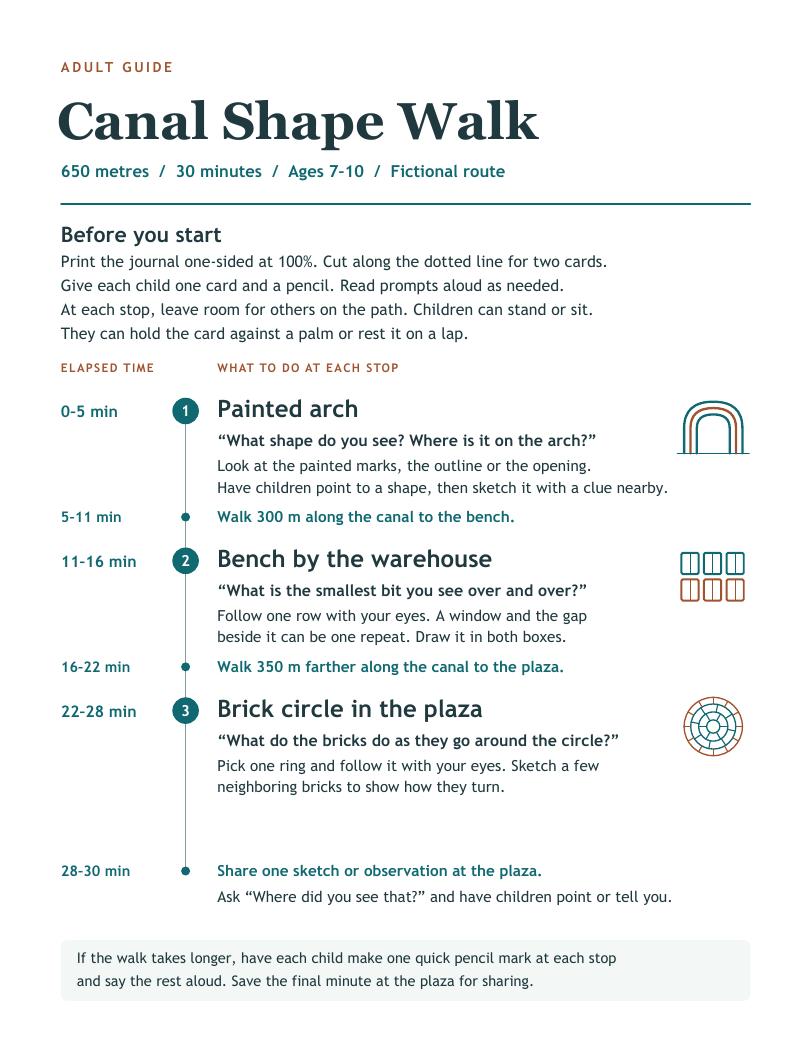 ADULT GUIDE
Canal Shape Walk
650 metres / 30 minutes / Ages 7–10 / Fictional route
Before you start
Print the journal one-sided at 100%. Cut along the dotted line for two cards.
Give each child one card and a pencil. Read prompts aloud as needed.
At each stop, leave room for others on the path. Children can stand or sit.
They can hold the card against a palm or rest it on a lap.
ELAPSED TIME
WHAT TO DO AT EACH STOP
0–5 min
1
Painted arch
“What shape do you see? Where is it on the arch?”
Look at the painted marks, the outline or the opening.
Have children point to a shape, then sketch it with a clue nearby.
5–11 min
Walk 300 m along the canal to the bench.
11–16 min
2
Bench by the warehouse
“What is the smallest bit you see over and over?”
Follow one row with your eyes. A window and the gap
beside it can be one repeat. Draw it in both boxes.
16–22 min
Walk 350 m farther along the canal to the plaza.
22–28 min
3
Brick circle in the plaza
“What do the bricks do as they go around the circle?”
Pick one ring and follow it with your eyes. Sketch a few
neighboring bricks to show how they turn.
28–30 min
Share one sketch or observation at the plaza.
Ask “Where did you see that?” and have children point or tell you.
If the walk takes longer, have each child make one quick pencil mark at each stop
and say the rest aloud. Save the final minute at the plaza for sharing.